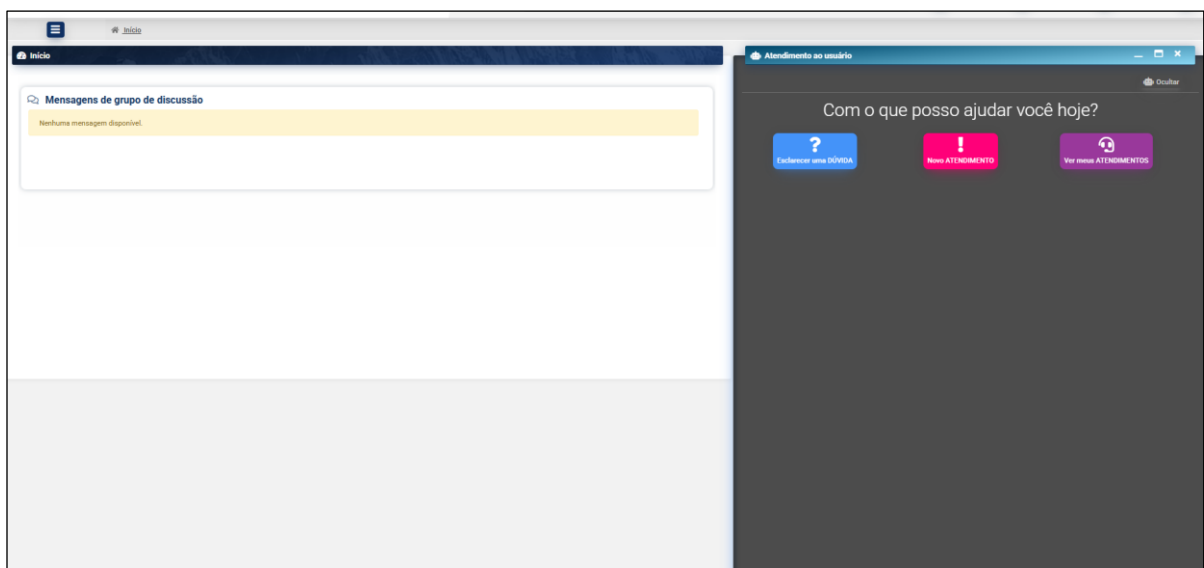 Início
Início
Mensagens de grupo de discussão
Nenhuma mensagem disponível.
Atendimento ao usuário
Ocultar
Com o que posso ajudar você hoje?
Esclarecer uma DÚVIDA
Novo ATENDIMENTO
Ver meus ATENDIMENTOS